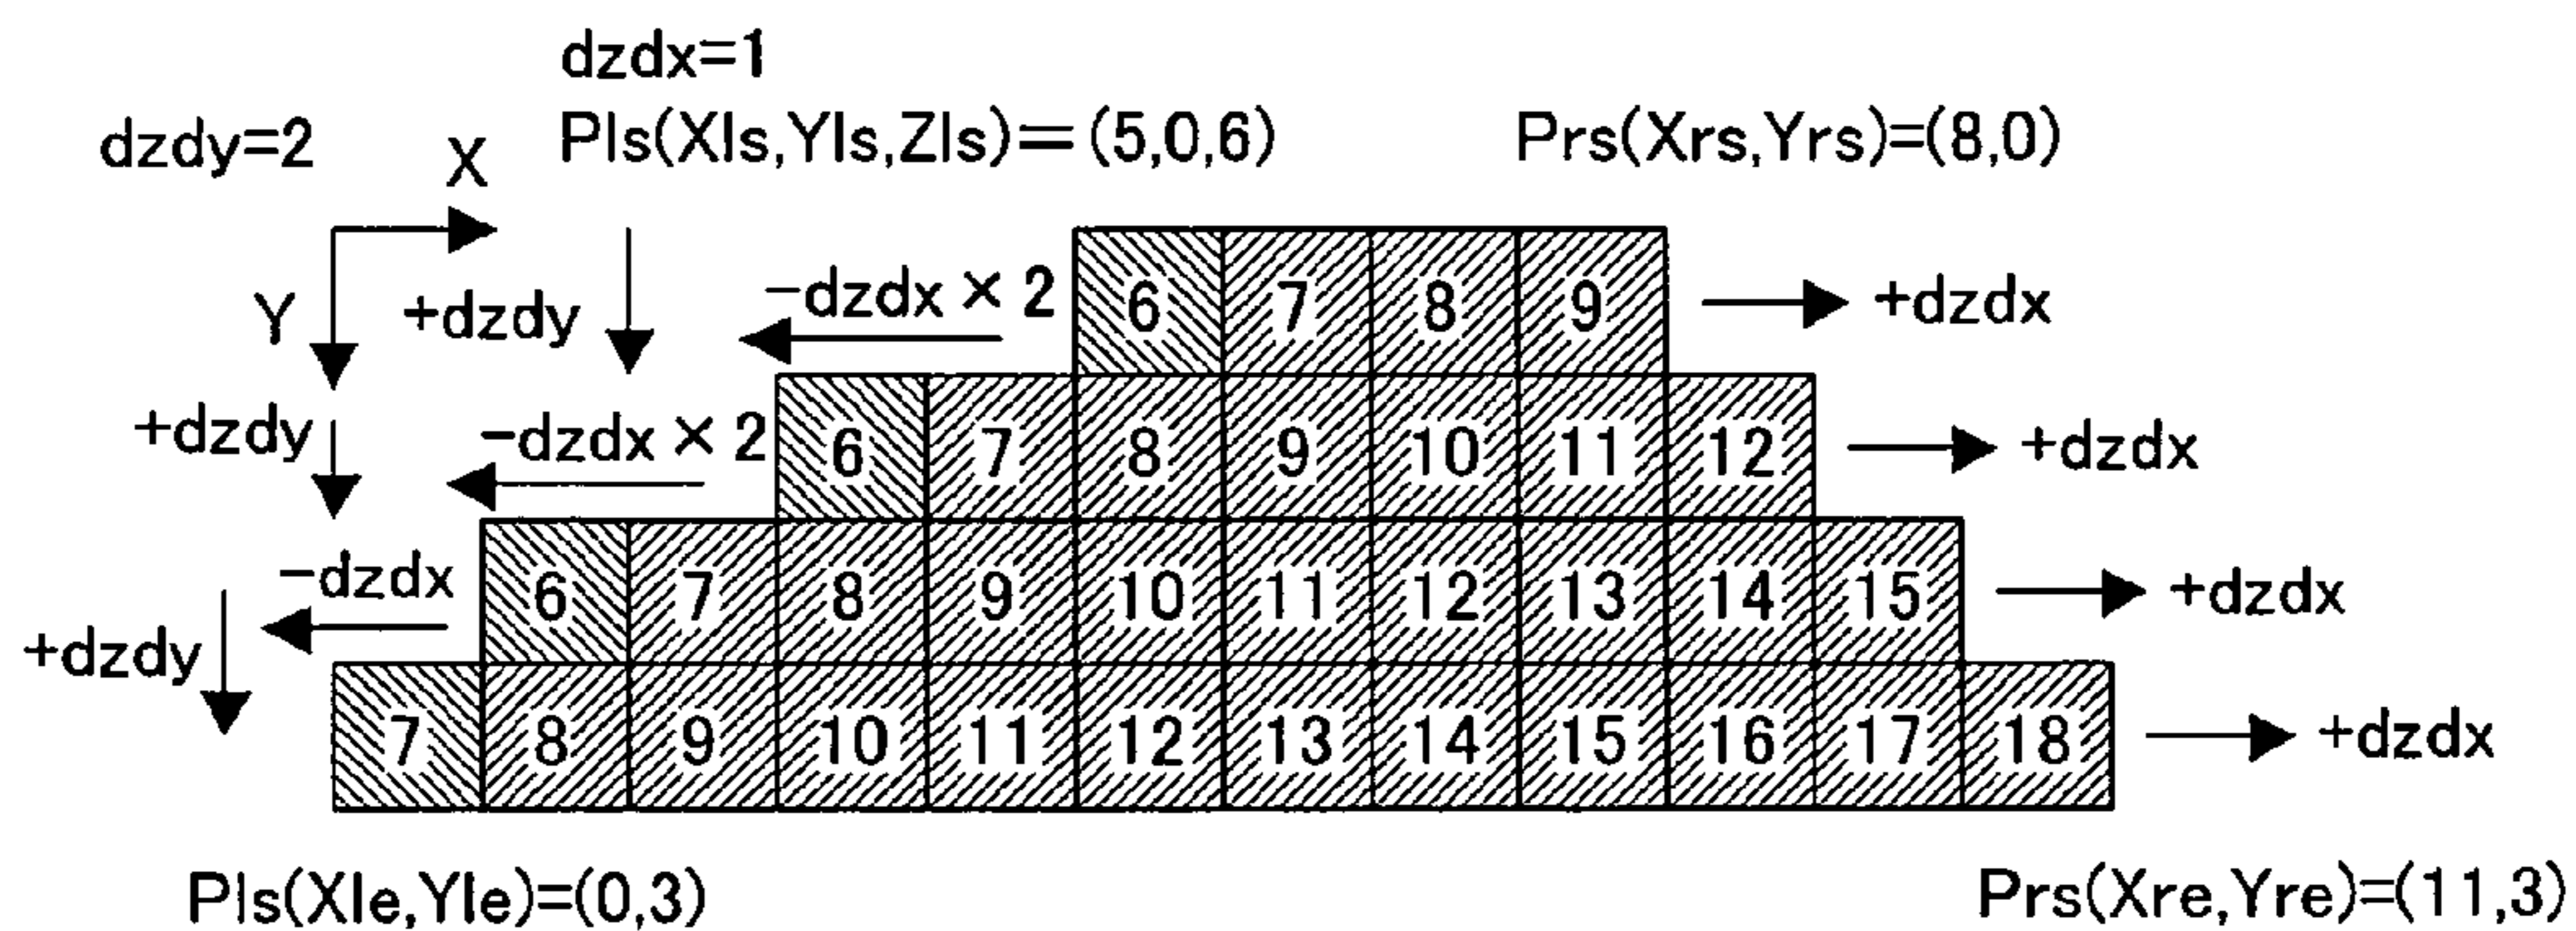 dzdx=1
dzdy=2
X
Pls(Xls,Yls,Zls)=(5,0,6)
Prs(Xrs,Yrs)=(8,0)
Y
+dzdy
-dzdx×2
6 7 8 9
+dzdx
+dzdy
-dzdx×2
6 7 8 9 10 11 12
+dzdx
+dzdy
-dzdx
6 7 8 9 10 11 12 13 14 15
+dzdx
7 8 9 10 11 12 13 14 15 16 17 18
+dzdx
Pls(Xle,Yle)=(0,3)
Prs(Xre,Yre)=(11,3)